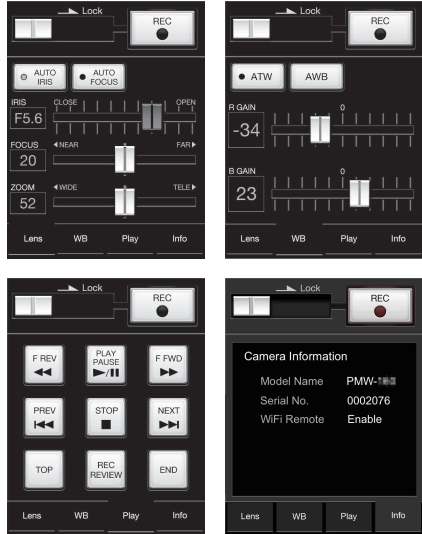 Lock
REC
AUTO
IRIS
AUTO
FOCUS
IRIS
CLOSE
OPEN
F5.6
FOCUS
NEAR
FAR
20
ZOOM
WIDE
TELE
52
Lens WB Play Info
Lock
REC
ATW
AWB
R GAIN
0
-34
B GAIN
0
23
Lens WB Play Info
Lock
REC
F REV
PLAY
PAUSE
F FWD
PREV
STOP
NEXT
TOP
REC
REVIEW
END
Lens WB Play Info
Lock
REC
Camera Information
Model Name PMW-
Serial No. 0002076
WiFi Remote Enable
Lens WB Play Info